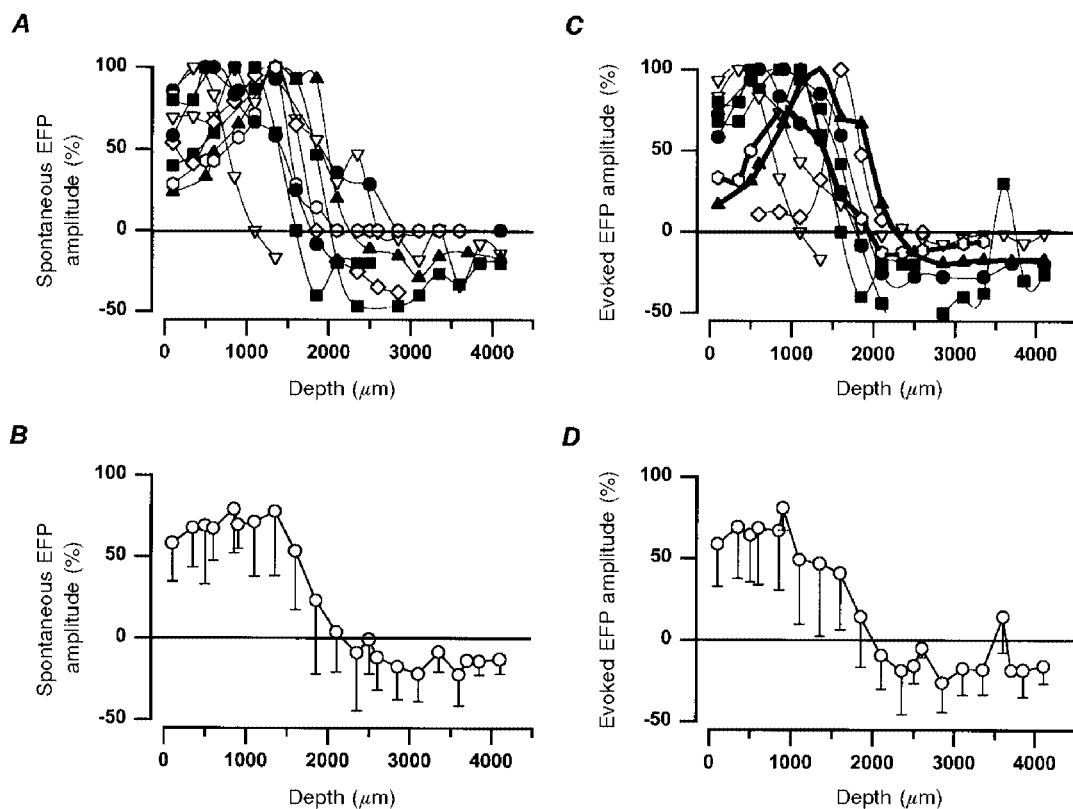 A
Spontaneous EFP
amplitude (%)
100
50
0
-50
0 1000 2000 3000 4000
Depth (μm)
C
Evoked EFP amplitude (%)
100
50
0
-50
0 1000 2000 3000 4000
Depth (μm)
B
Spontaneous EFP
amplitude (%)
100
50
0
-50
0 1000 2000 3000 4000
Depth (μm)
D
Evoked EFP amplitude (%)
100
50
0
-50
0 1000 2000 3000 4000
Depth (μm)